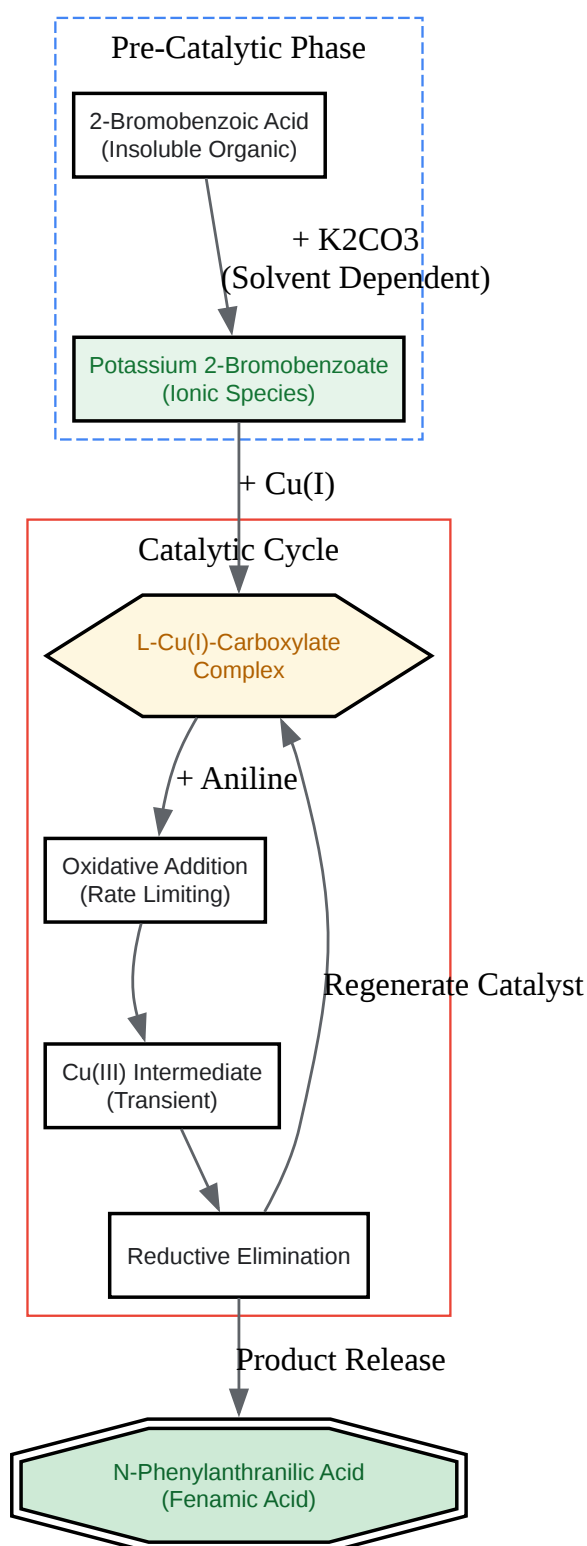 Pre-Catalytic Phase
2-Bromobenzoic Acid
(Insoluble Organic)
+ K2CO3
(Solvent Dependent)
Potassium 2-Bromobenzoate
(Ionic Species)
+ Cu(I)
Catalytic Cycle
L-Cu(I)-Carboxylate
Complex
+ Aniline
Oxidative Addition
(Rate Limiting)
Regenerate Catalyst
Cu(III) Intermediate
(Transient)
Reductive Elimination
Product Release
N-Phenylanthranilic Acid
(Fenamic Acid)